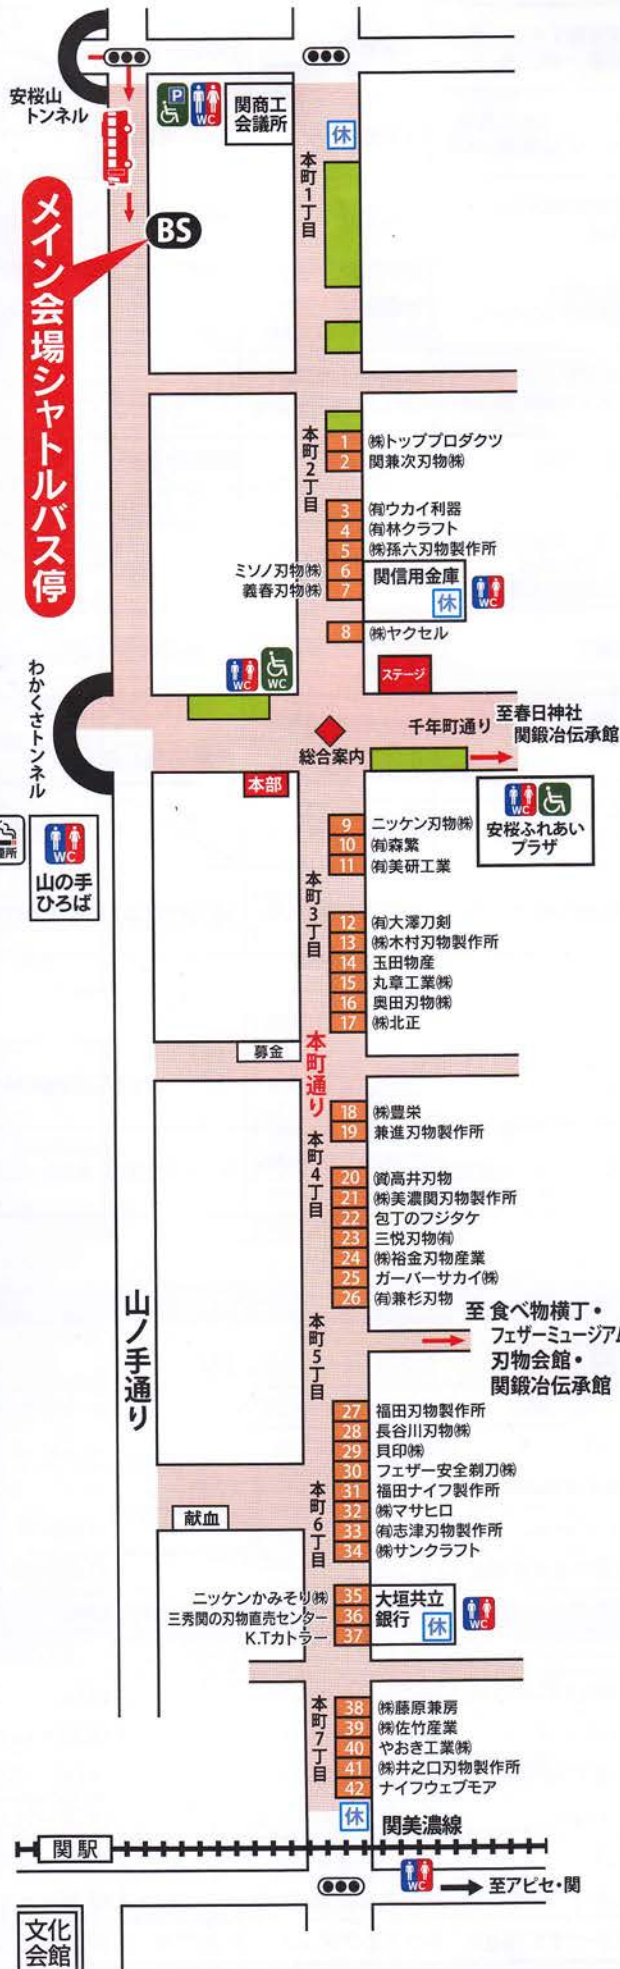 安桜山
トンネル
P
WC
関商工
会議所
休
本町1丁目
BS
メイン会場シャトルバス停
本町2丁目
1 ㈱トッププロダクツ
2 関兼次刃物㈱
3 ㈲ウカイ利器
4 ㈲林クラフト
5 ㈱孫六刃物製作所
ミソノ刃物㈱ 6
義春刃物㈱ 7
関信用金庫
休
WC
8 ㈱ヤクセル
わかくさトンネル
WC
WC
ステージ
千年町通り
至春日神社
関鍛冶伝承館
総合案内
本部
WC
安桜ふれあい
プラザ
WC
山の手
ひろば
9 ニッケン刃物㈱
10 ㈲森繁
11 ㈲美研工業
本町3丁目
12 ㈲大澤刀剣
13 ㈱木村刃物製作所
14 玉田物産
15 丸章工業㈱
16 奥田刃物㈱
17 ㈱北正
募金
本町通り
18 ㈱豊栄
19 兼進刃物製作所
本町4丁目
20 ㈾高井刃物
21 ㈱美濃関刃物製作所
22 包丁のフジタケ
23 三悦刃物㈲
24 ㈱裕金刃物産業
25 ガーバーサカイ㈱
26 ㈲兼杉刃物
山ノ手通り
本町5丁目
至 食べ物横丁・
フェザーミュージアム
刃物会館・
関鍛冶伝承館
27 福田刃物製作所
28 長谷川刃物㈱
29 貝印㈱
30 フェザー安全剃刀㈱
31 福田ナイフ製作所
32 ㈱マサヒロ
33 ㈲志津刃物製作所
34 ㈱サンクラフト
本町6丁目
献血
ニッケンかみそり㈱ 35
三秀関の刃物直売センター 36
K.Tカトラー 37
大垣共立
銀行
休
WC
本町7丁目
38 ㈱藤原兼房
39 ㈱佐竹産業
40 やおき工業㈱
41 ㈱井之口刃物製作所
42 ナイフウェブモア
休
関美濃線
関駅
WC
至アピセ・関
文化
会館